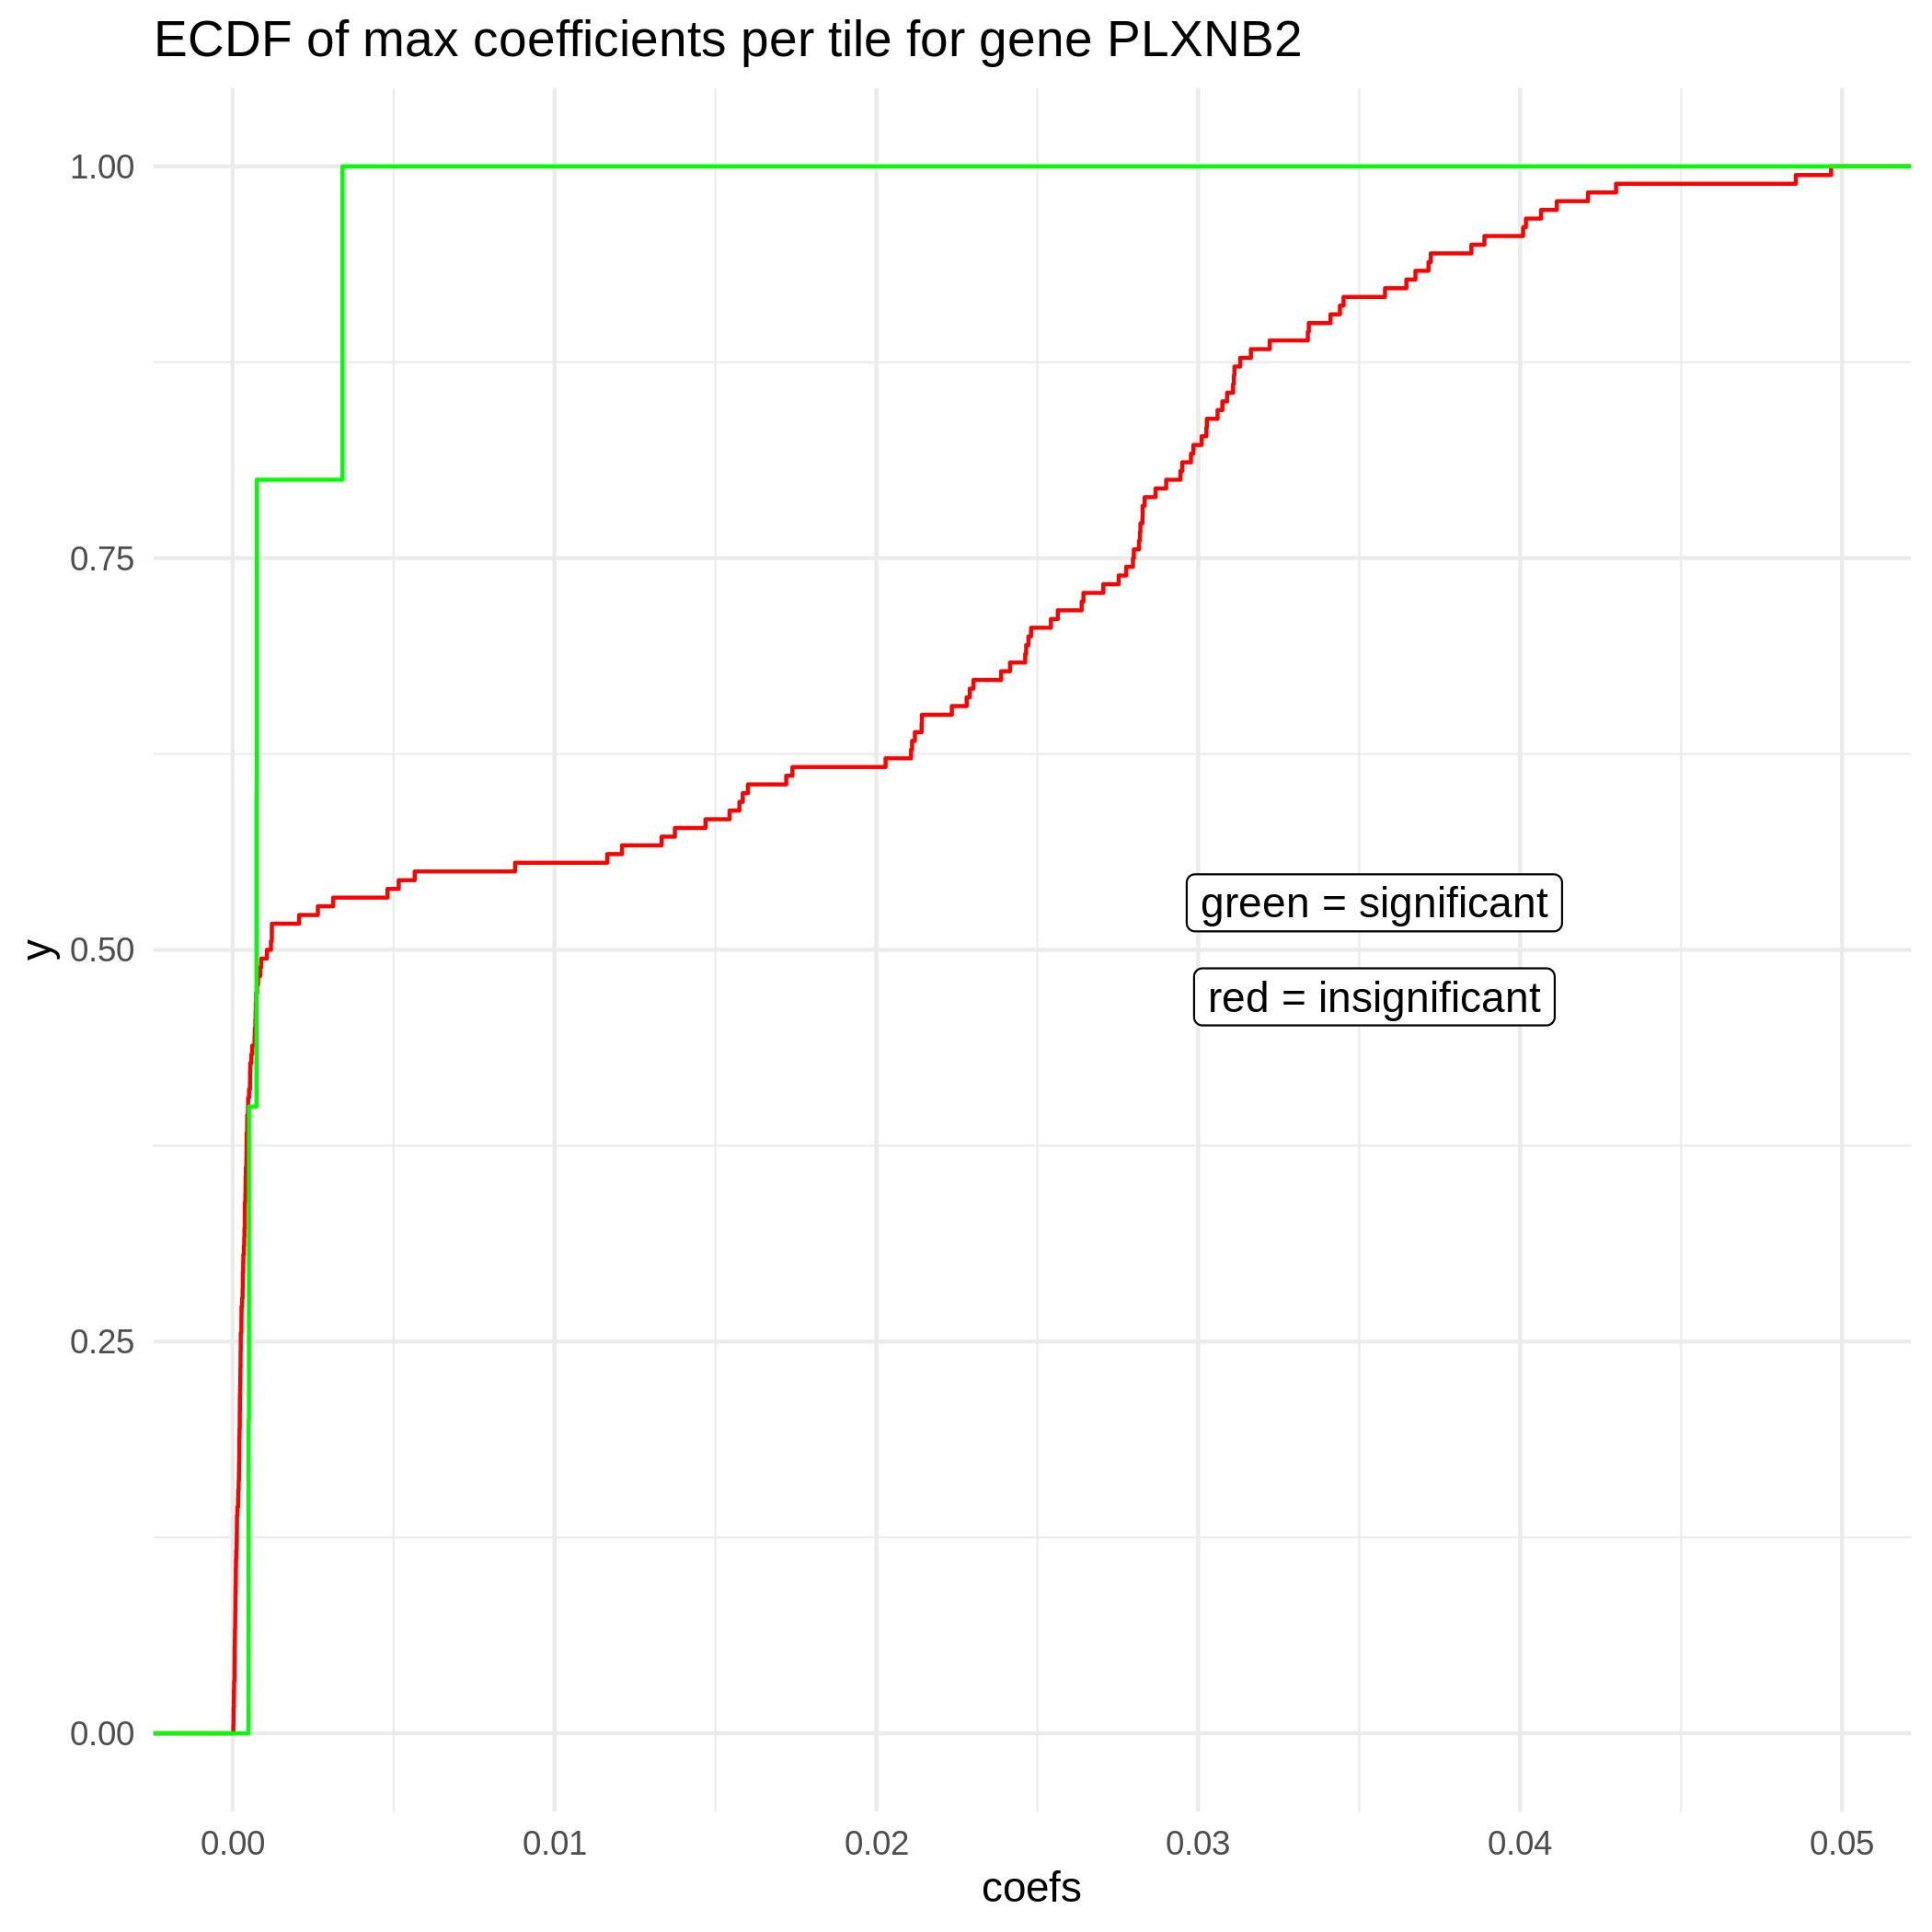 ECDF of max coefficients per tile for gene PLXNB2
1.00
0.75
0.50
0.25
0.00
y
green = significant
red = insignificant
0.00 0.01 0.02 0.03 0.04 0.05
coefs